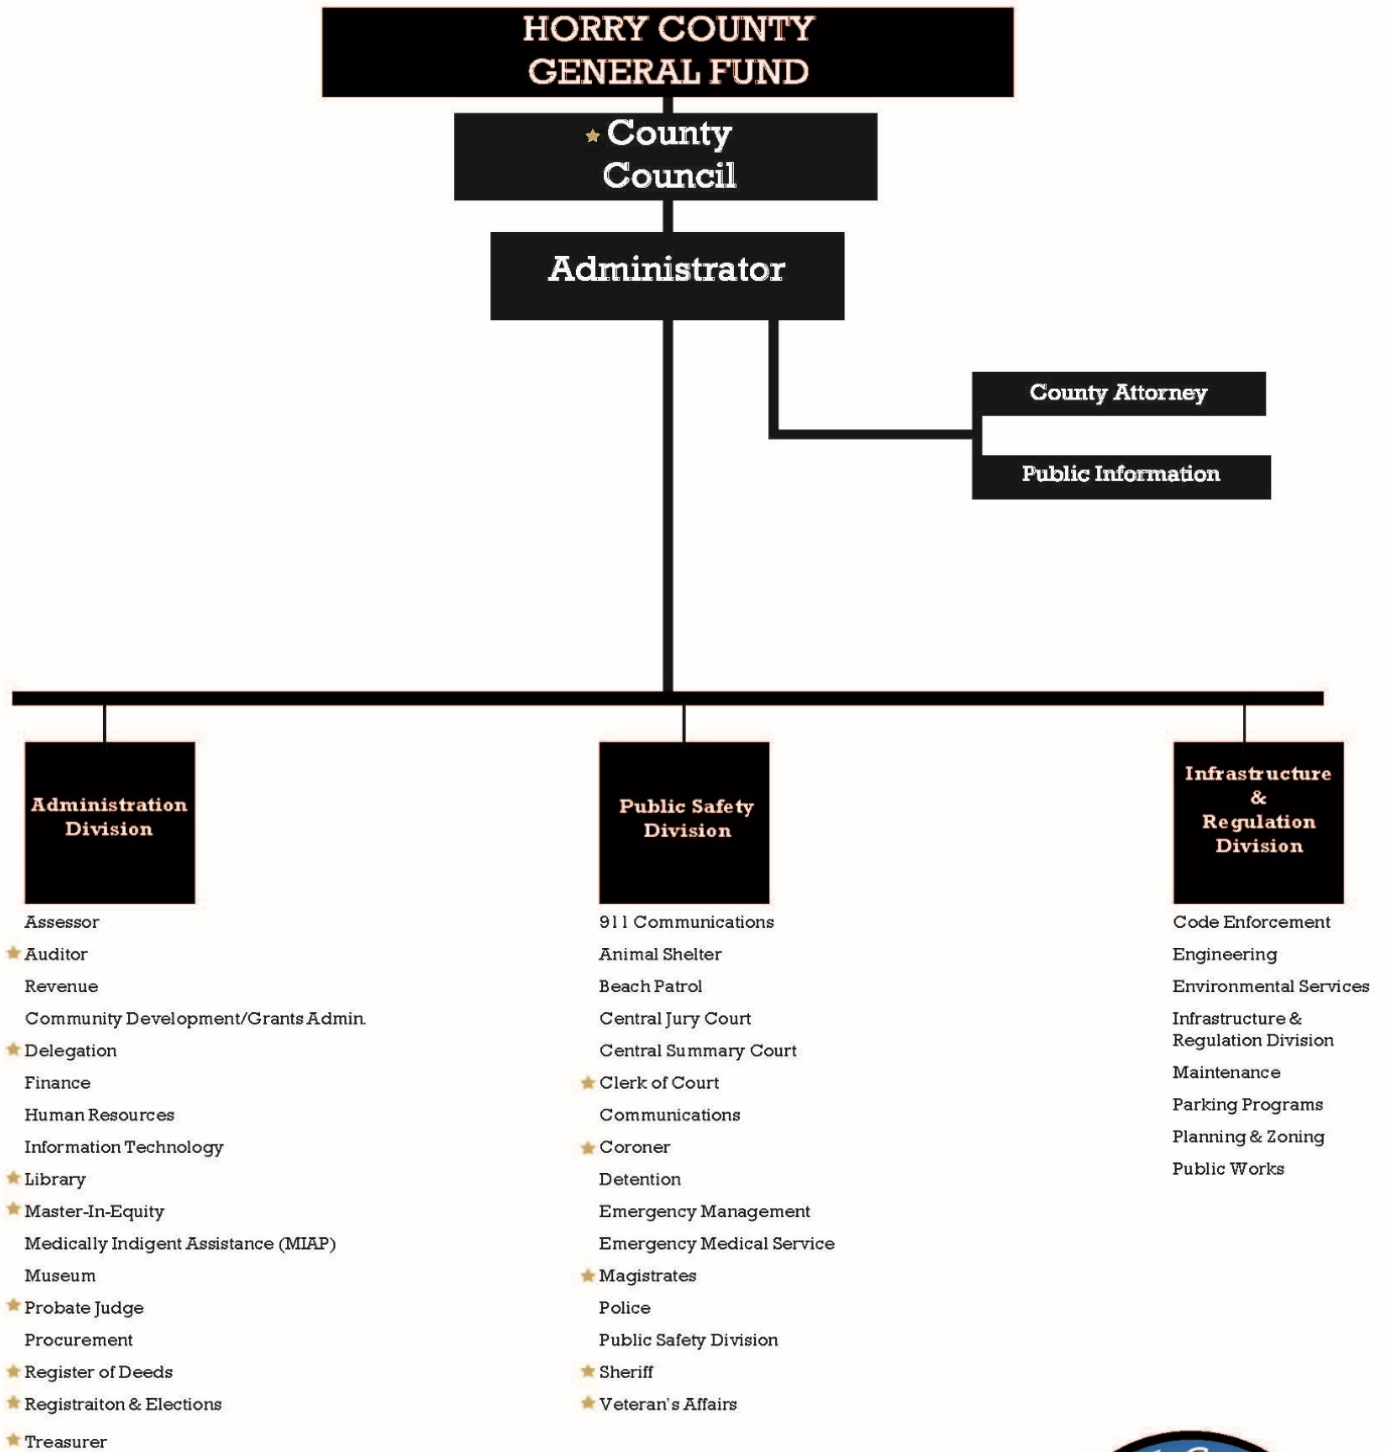 HORRY COUNTY
GENERAL FUND
County
Council
Administrator
County Attorney
Public Information
Administration
Division
Assessor
Auditor
Revenue
Community Development/Grants Admin.
Delegation
Finance
Human Resources
Information Technology
Library
Master-In-Equity
Medically Indigent Assistance (MIAP)
Museum
Probate Judge
Procurement
Register of Deeds
Registraiton & Elections
Treasurer
Public Safety
Division
911 Communications
Animal Shelter
Beach Patrol
Central Jury Court
Central Summary Court
Clerk of Court
Communications
Coroner
Detention
Emergency Management
Emergency Medical Service
Magistrates
Police
Public Safety Division
Sheriff
Veteran's Affairs
Infrastructure
&
Regulation
Division
Code Enforcement
Engineering
Environmental Services
Infrastructure &
Regulation Division
Maintenance
Parking Programs
Planning & Zoning
Public Works